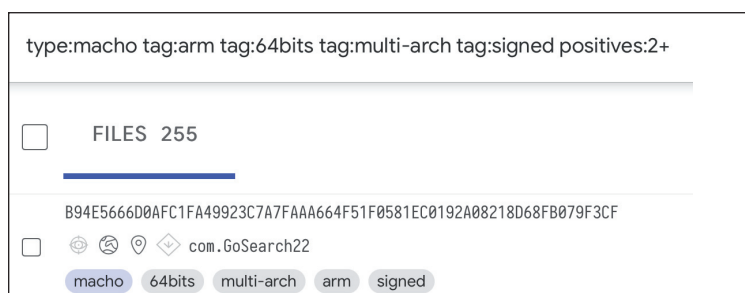 type:macho tag:arm tag:64bits tag:multi-arch tag:signed positives:2+
FILES 255
B94E5666D0AFC1FA49923C7A7FAAA664F51F0581EC0192A08218D68FB079F3CF
com.GoSearch22
macho 64bits multi-arch arm signed